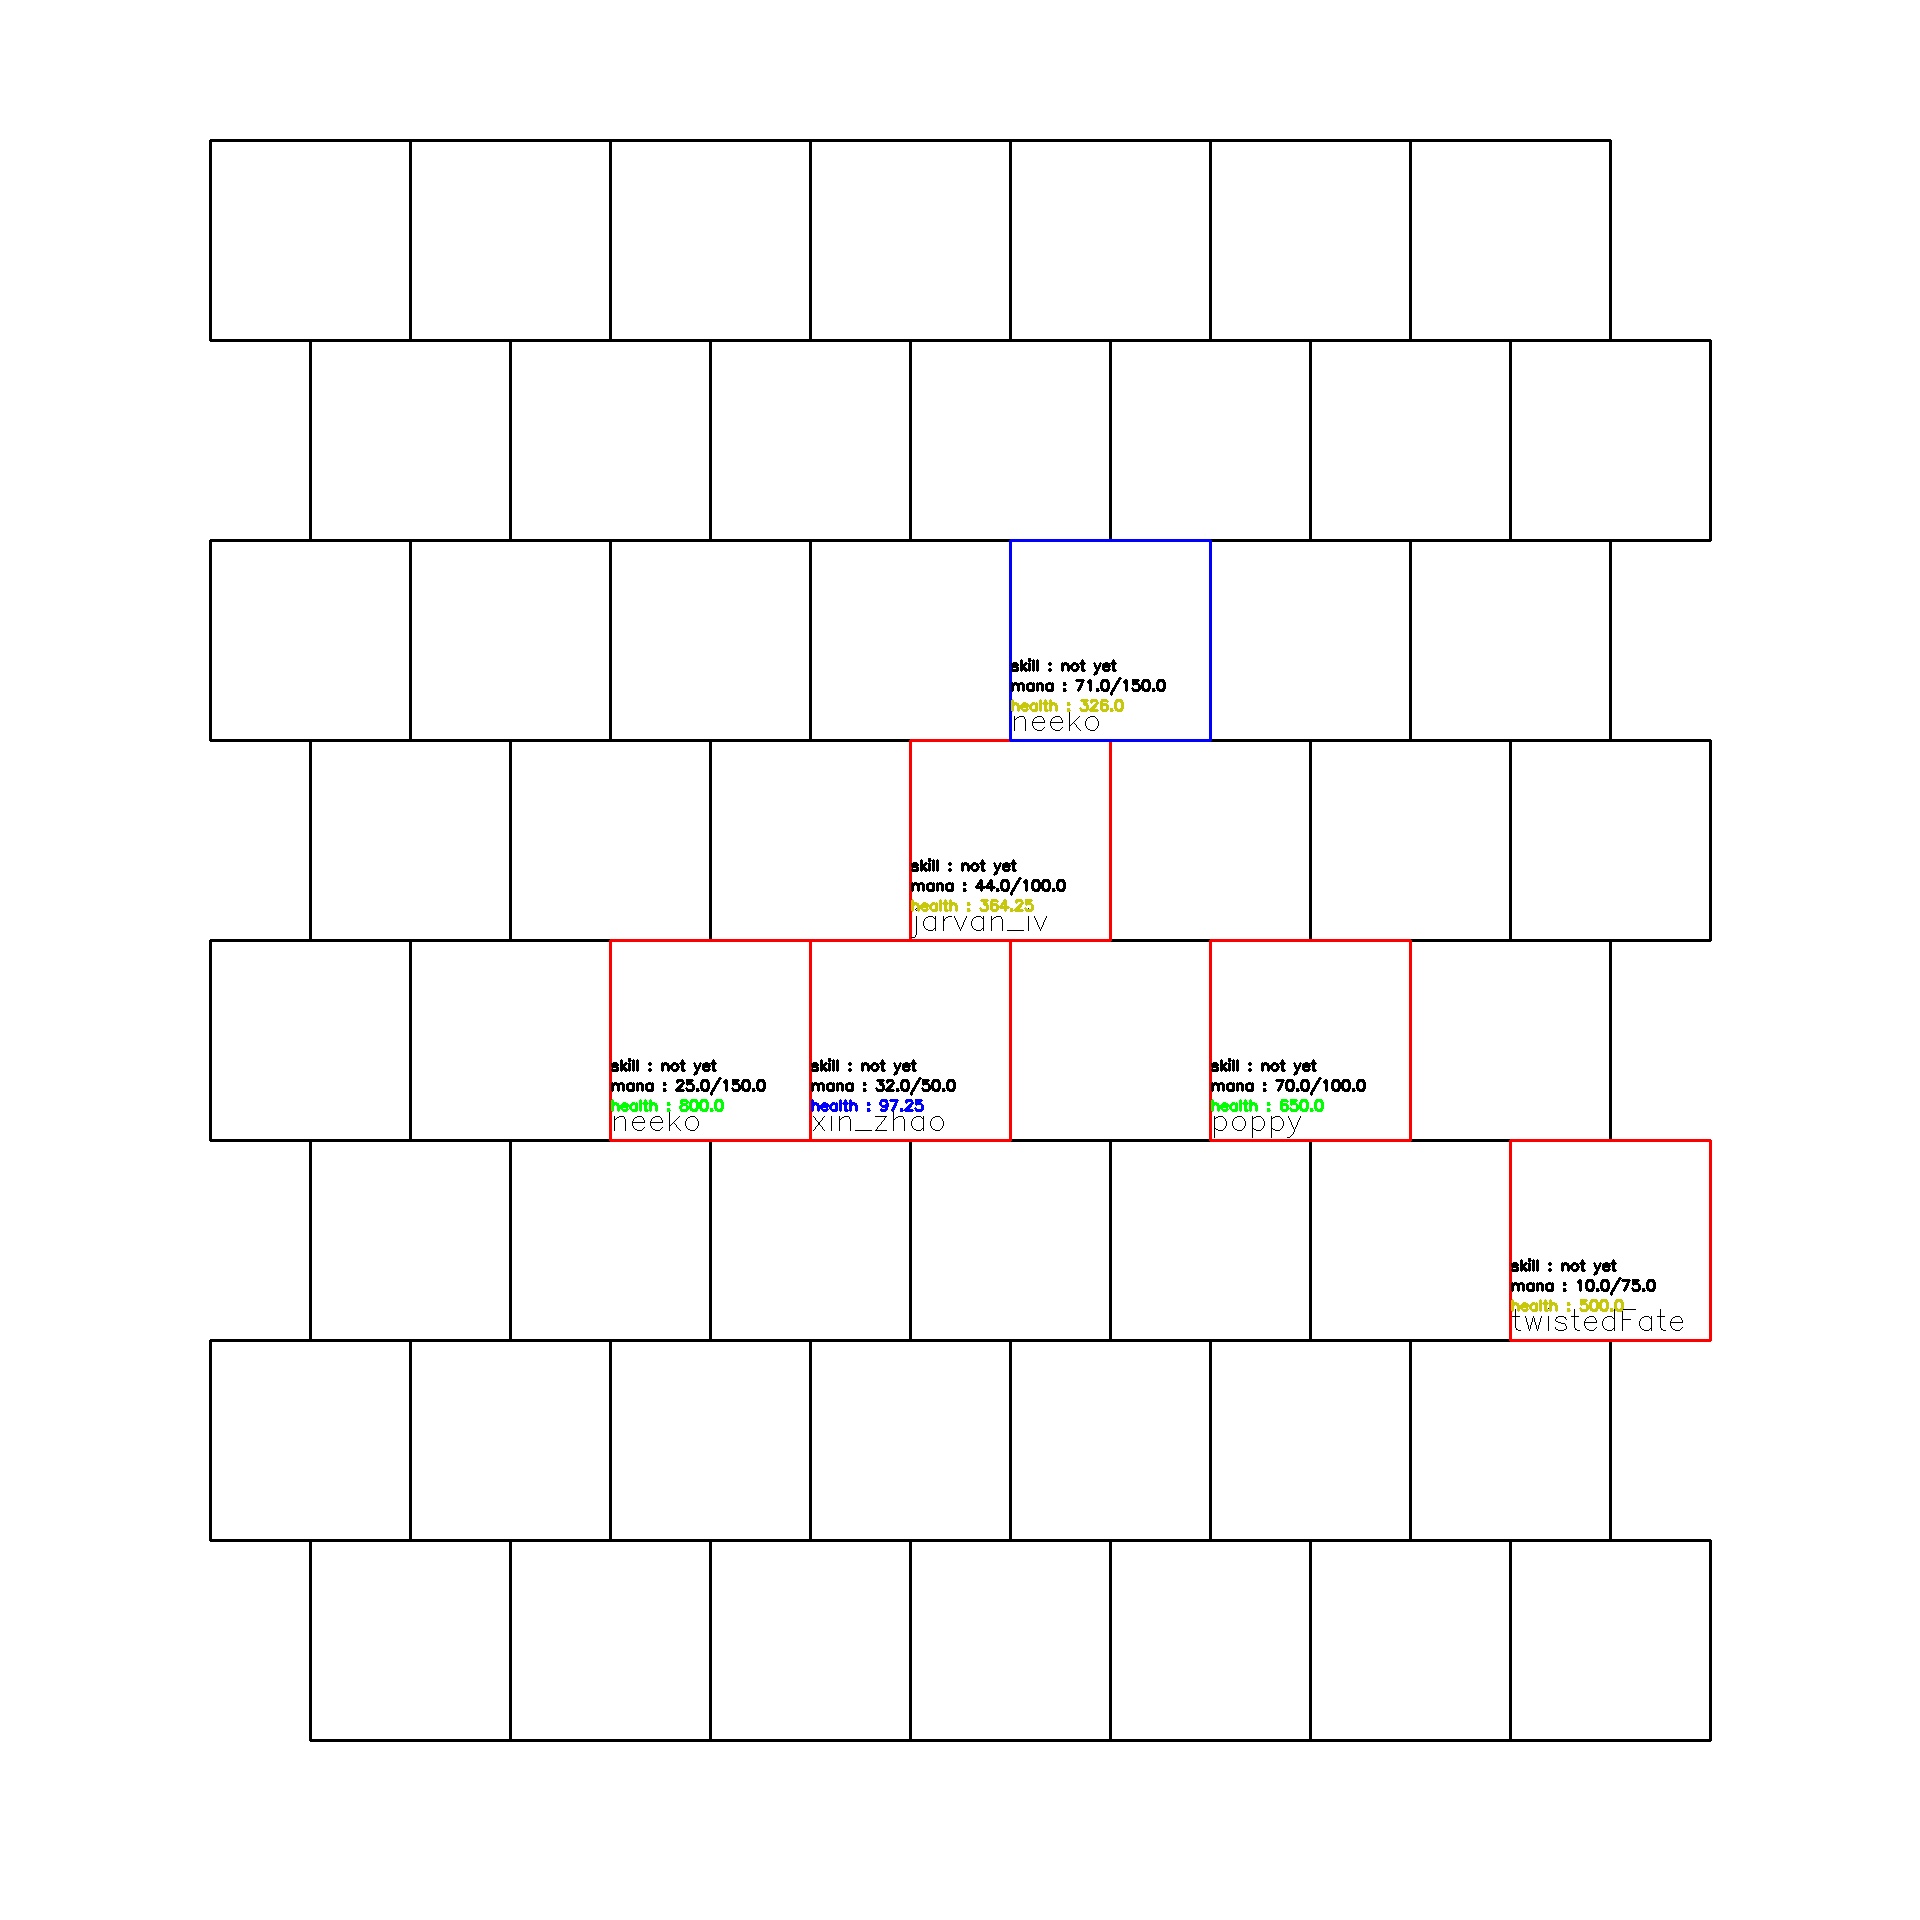 skill : not yet
mana : 71.0/150.0
health : 326.0
neeko
skill : not yet
mana : 44.0/100.0
health : 364.25
jarvan_iv
skill : not yet
mana : 25.0/150.0
health : 800.0
neeko
skill : not yet
mana : 32.0/50.0
health : 97.25
xin_zhao
skill : not yet
mana : 70.0/100.0
health : 650.0
poppy
skill : not yet
mana : 10.0/75.0
health : 500.0
twistedFate